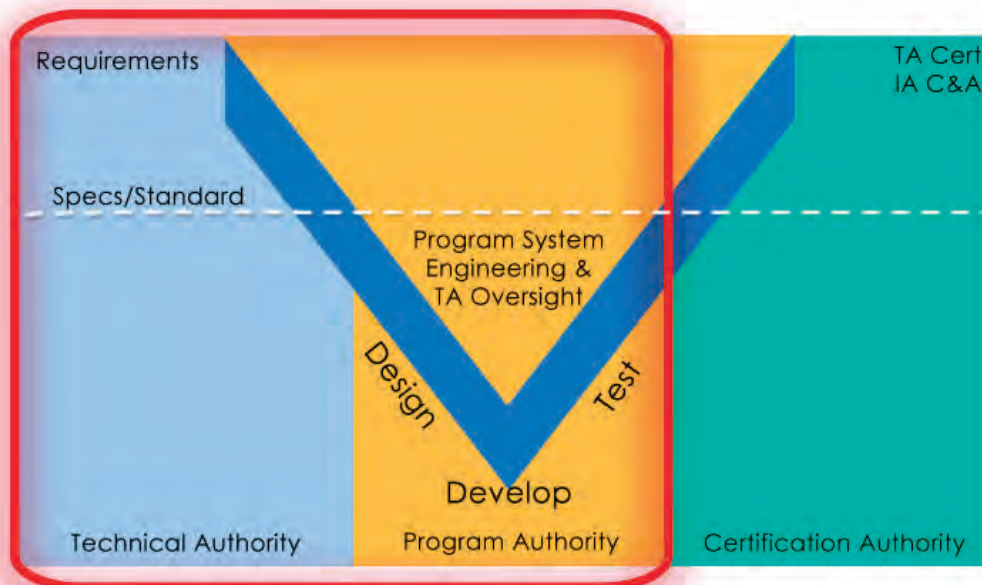 Requirements
TA Cert
IA C&A
Specs/Standard
Program System
Engineering &
TA Oversight
Design
Test
Develop
Technical Authority
Program Authority
Certification Authority